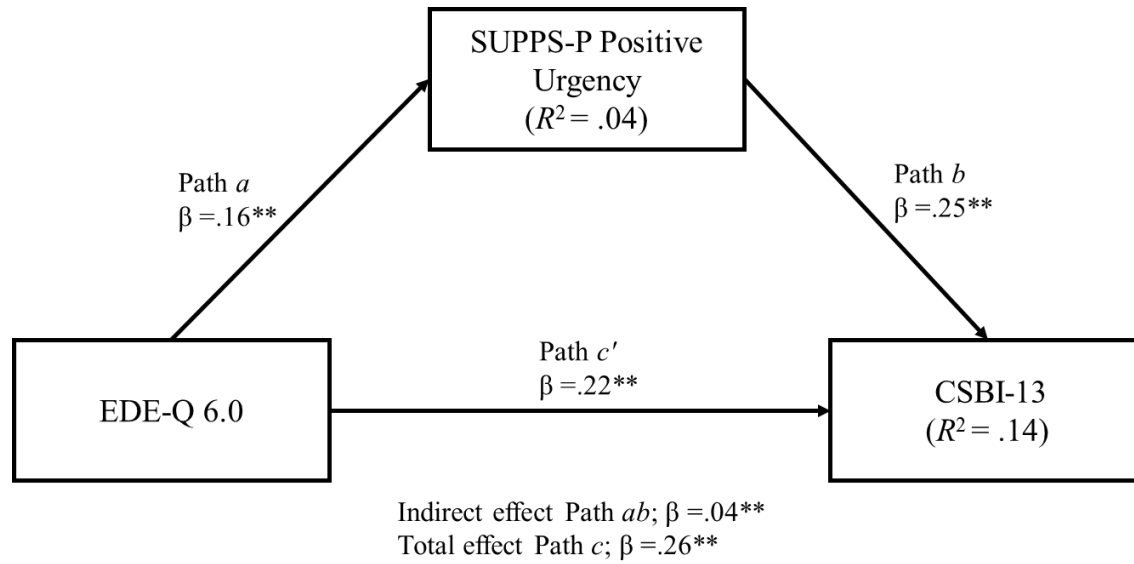 SUPPS-P Positive
Urgency
(R² = .04)
Path a
β =.16**
Path b
β =.25**
Path c′
β =.22**
EDE-Q 6.0
CSBI-13
(R² = .14)
Indirect effect Path ab; β =.04**
Total effect Path c; β =.26**